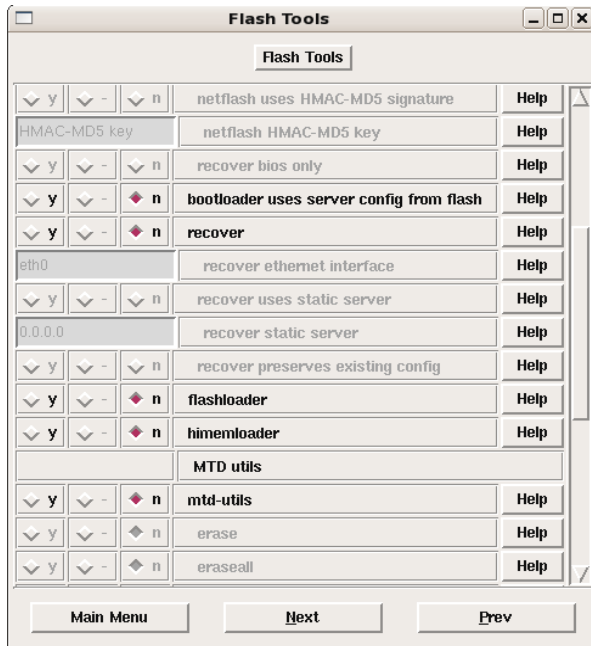 Flash Tools
Flash Tools
y - n netflash uses HMAC-MD5 signature Help
HMAC-MD5 key netflash HMAC-MD5 key Help
y - n recover bios only Help
y - n bootloader uses server config from flash Help
y - n recover Help
eth0 recover ethernet interface Help
y - n recover uses static server Help
0.0.0.0 recover static server Help
y - n recover preserves existing config Help
y - n flashloader Help
y - n himemloader Help
MTD utils
y - n mtd-utils Help
y - n erase Help
y - n eraseall Help
Main Menu Next Prev